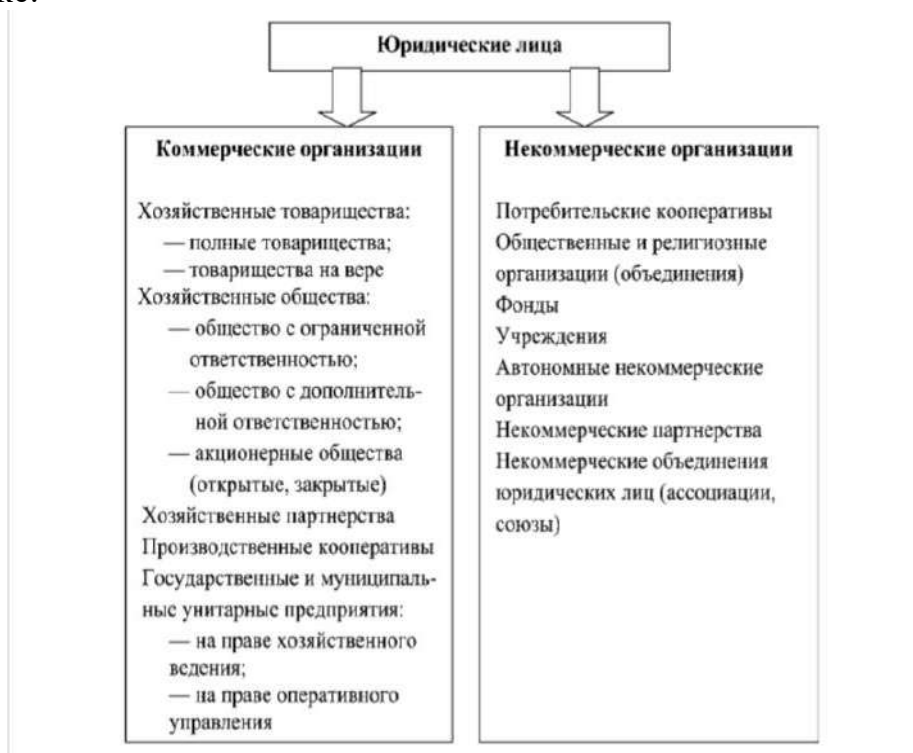 Юридические лица
Коммерческие организации
Хозяйственные товарищества:
— полные товарищества;
— товарищества на вере
Хозяйственные общества:
— общество с ограниченной
ответственностью;
— общество с дополнитель-
ной ответственностью;
— акционерные общества
(открытые, закрытые)
Хозяйственные партнерства
Производственные кооперативы
Государственные и муниципаль-
ные унитарные предприятия:
— на праве хозяйственного
ведения;
— на праве оперативного
управления
Некоммерческие организации
Потребительские кооперативы
Общественные и религиозные
организации (объединения)
Фонды
Учреждения
Автономные некоммерческие
организации
Некоммерческие партнерства
Некоммерческие объединения
юридических лиц (ассоциации,
союзы)